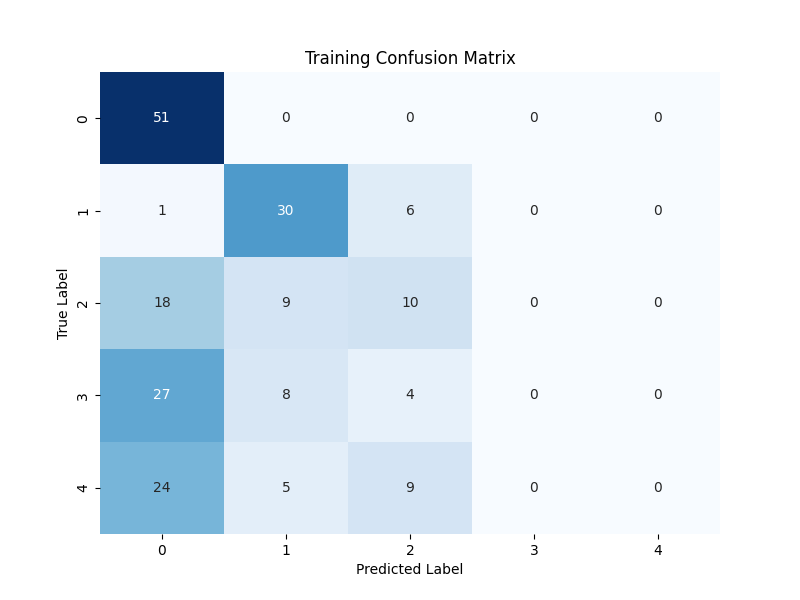 Training Confusion Matrix
0 51 0 0 0 0
1 1 30 6 0 0
2 18 9 10 0 0
3 27 8 4 0 0
4 24 5 9 0 0
True Label
0 1 2 3 4
Predicted Label